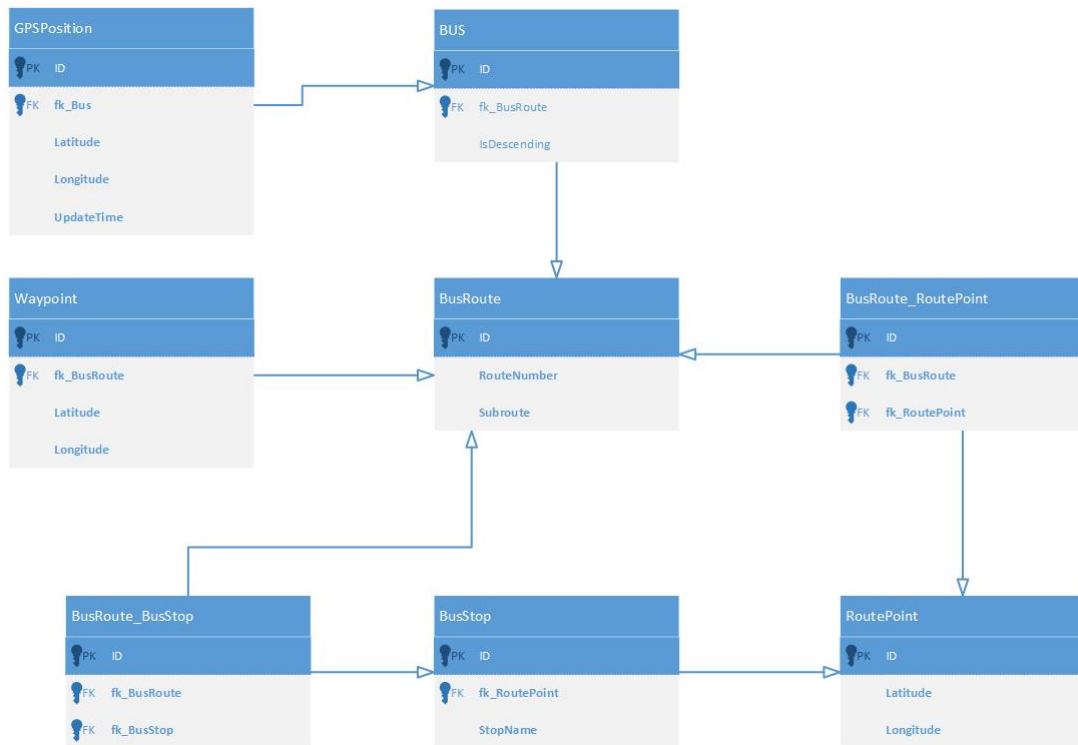 GPSPosition
PK ID
FK fk_Bus
Latitude
Longitude
UpdateTime
BUS
PK ID
FK fk_BusRoute
IsDescending
Waypoint
PK ID
FK fk_BusRoute
Latitude
Longitude
BusRoute
PK ID
RouteNumber
Subroute
BusRoute_RoutePoint
PK ID
FK fk_BusRoute
FK fk_RoutePoint
BusRoute_BusStop
PK ID
FK fk_BusRoute
FK fk_BusStop
BusStop
PK ID
FK fk_RoutePoint
StopName
RoutePoint
PK ID
Latitude
Longitude